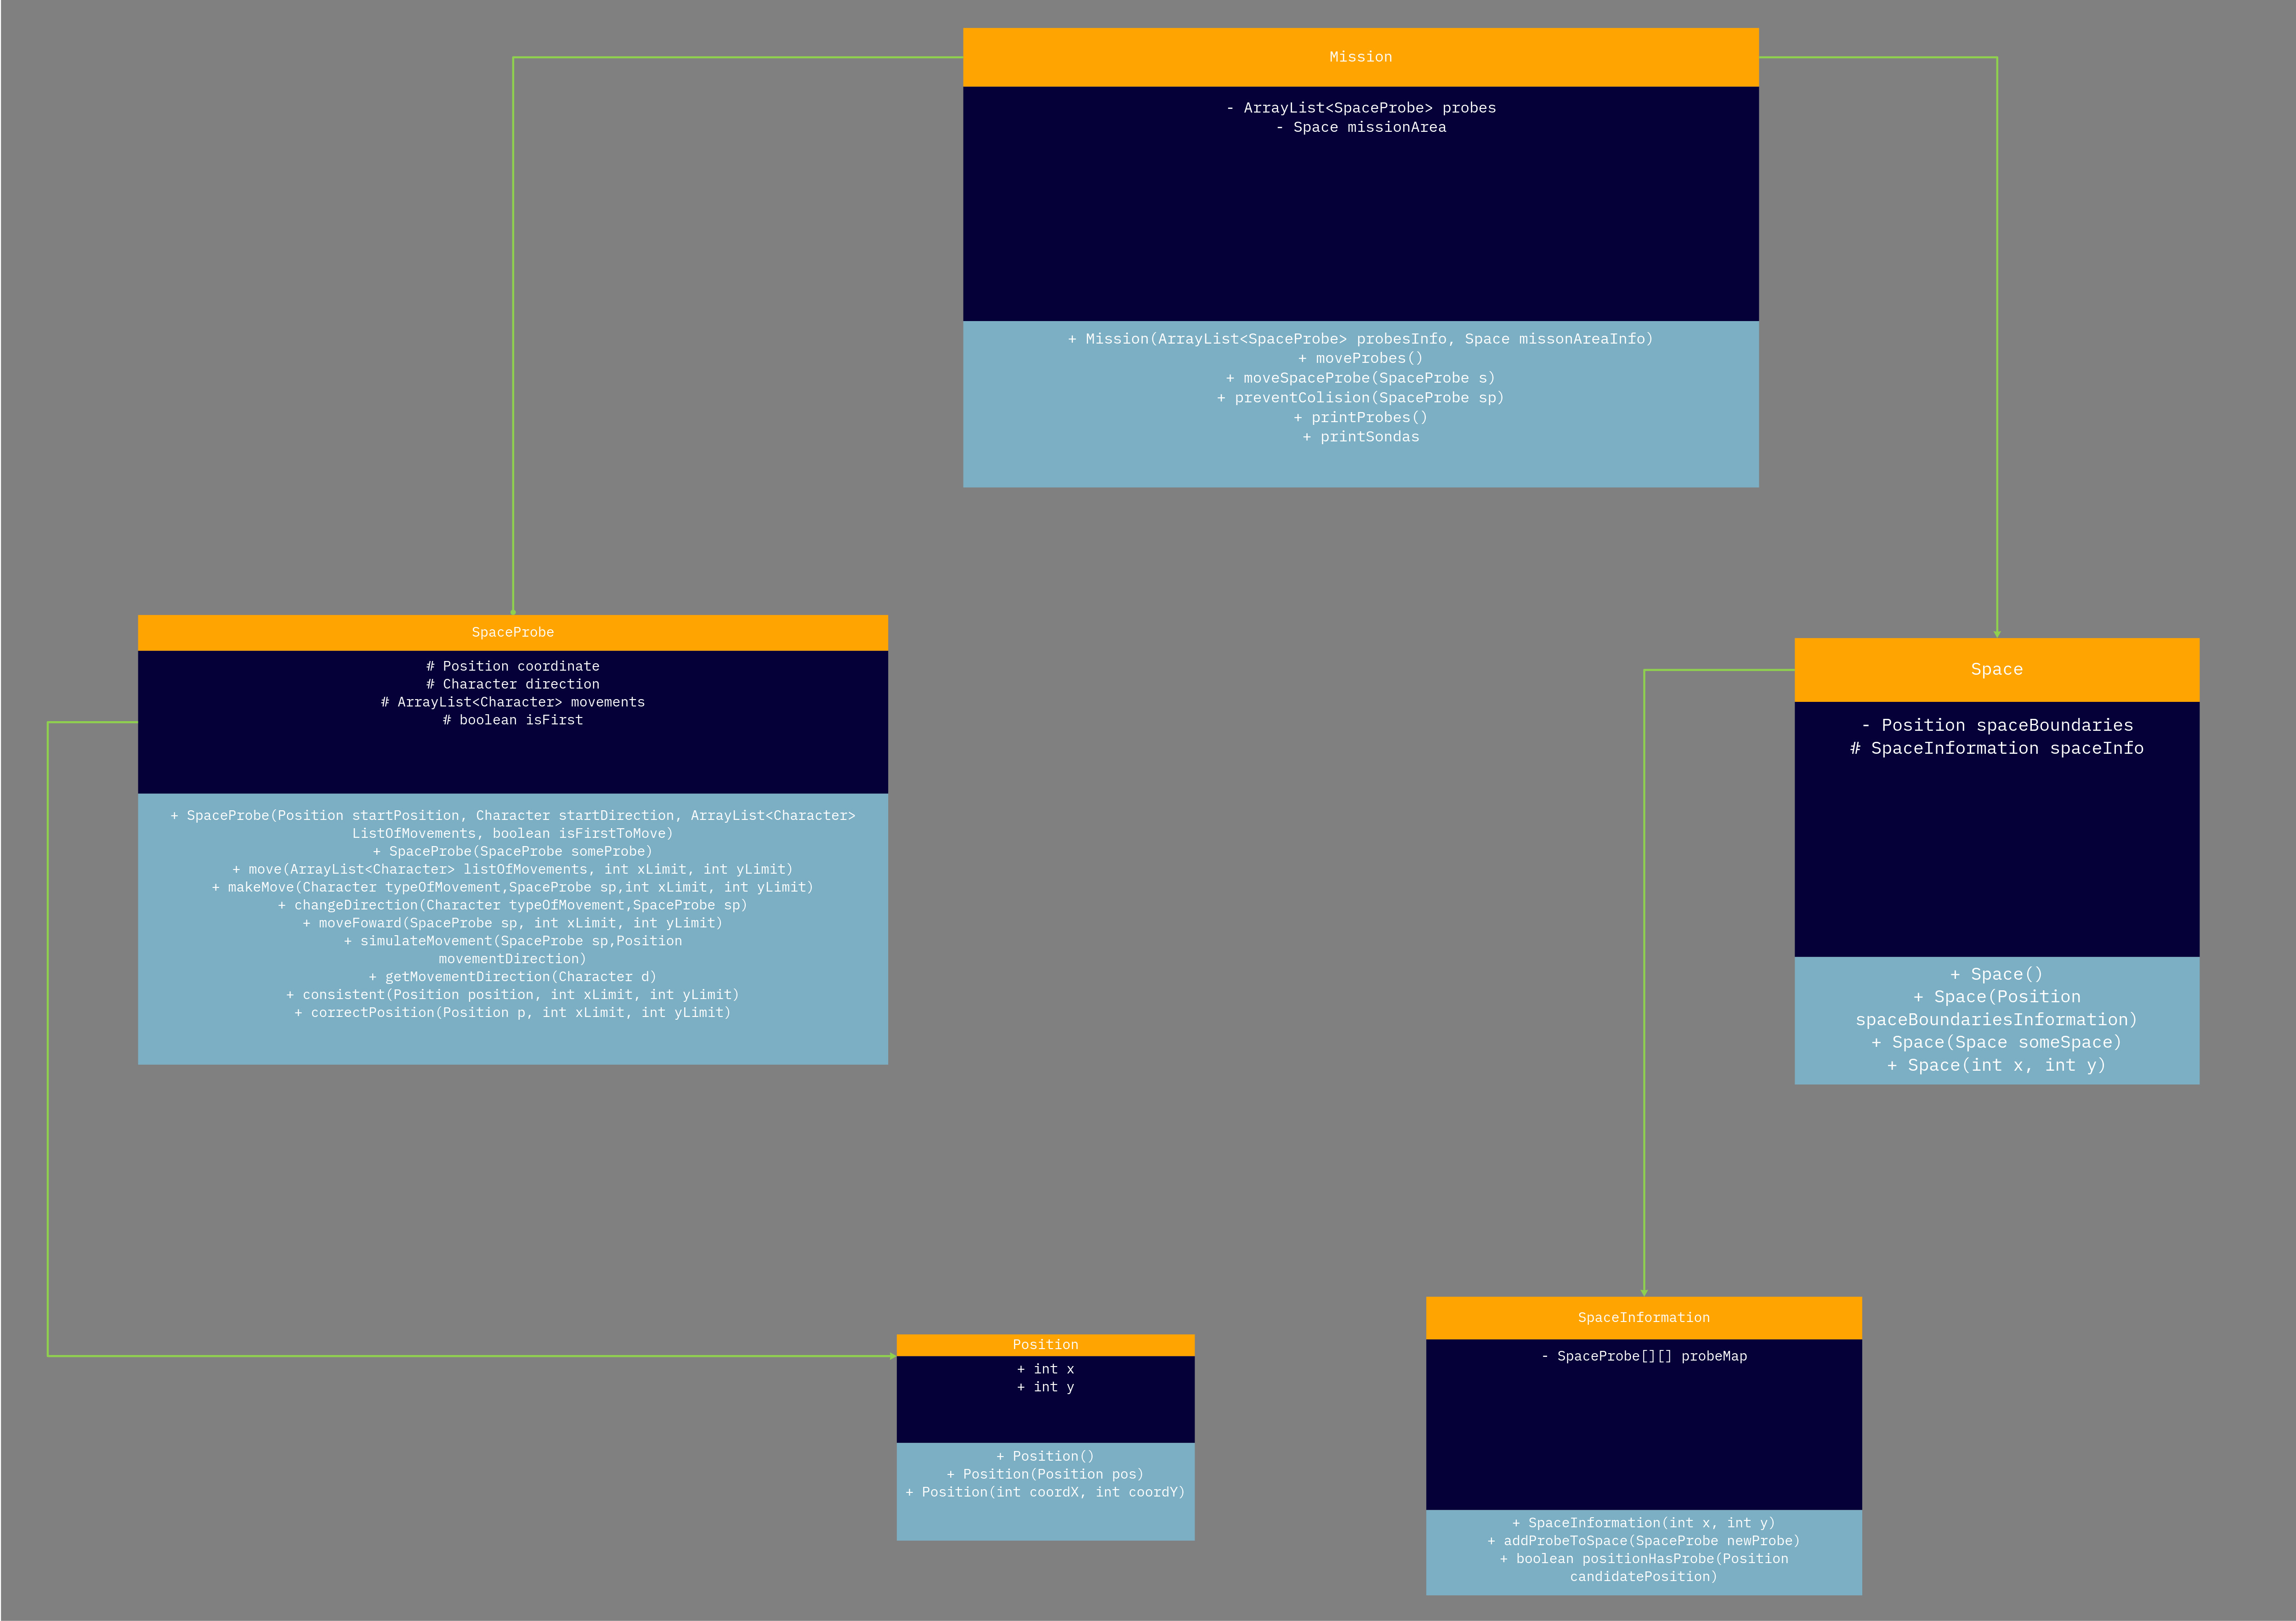 Mission
- ArrayList<SpaceProbe> probes
- Space missionArea
+ Mission(ArrayList<SpaceProbe> probesInfo, Space missonAreaInfo)
+ moveProbes()
+ moveSpaceProbe(SpaceProbe s)
+ preventColision(SpaceProbe sp)
+ printProbes()
+ printSondas
SpaceProbe
# Position coordinate
# Character direction
# ArrayList<Character> movements
# boolean isFirst
+ SpaceProbe(Position startPosition, Character startDirection, ArrayList<Character>
ListOfMovements, boolean isFirstToMove)
+ SpaceProbe(SpaceProbe someProbe)
+ move(ArrayList<Character> listOfMovements, int xLimit, int yLimit)
+ makeMove(Character typeOfMovement,SpaceProbe sp,int xLimit, int yLimit)
+ changeDirection(Character typeOfMovement,SpaceProbe sp)
+ moveFoward(SpaceProbe sp, int xLimit, int yLimit)
+ simulateMovement(SpaceProbe sp,Position
movementDirection)
+ getMovementDirection(Character d)
+ consistent(Position position, int xLimit, int yLimit)
+ correctPosition(Position p, int xLimit, int yLimit)
Space
- Position spaceBoundaries
# SpaceInformation spaceInfo
+ Space()
+ Space(Position
spaceBoundariesInformation)
+ Space(Space someSpace)
+ Space(int x, int y)
Position
+ int x
+ int y
+ Position()
+ Position(Position pos)
+ Position(int coordX, int coordY)
SpaceInformation
- SpaceProbe[][] probeMap
+ SpaceInformation(int x, int y)
+ addProbeToSpace(SpaceProbe newProbe)
+ boolean positionHasProbe(Position
candidatePosition)